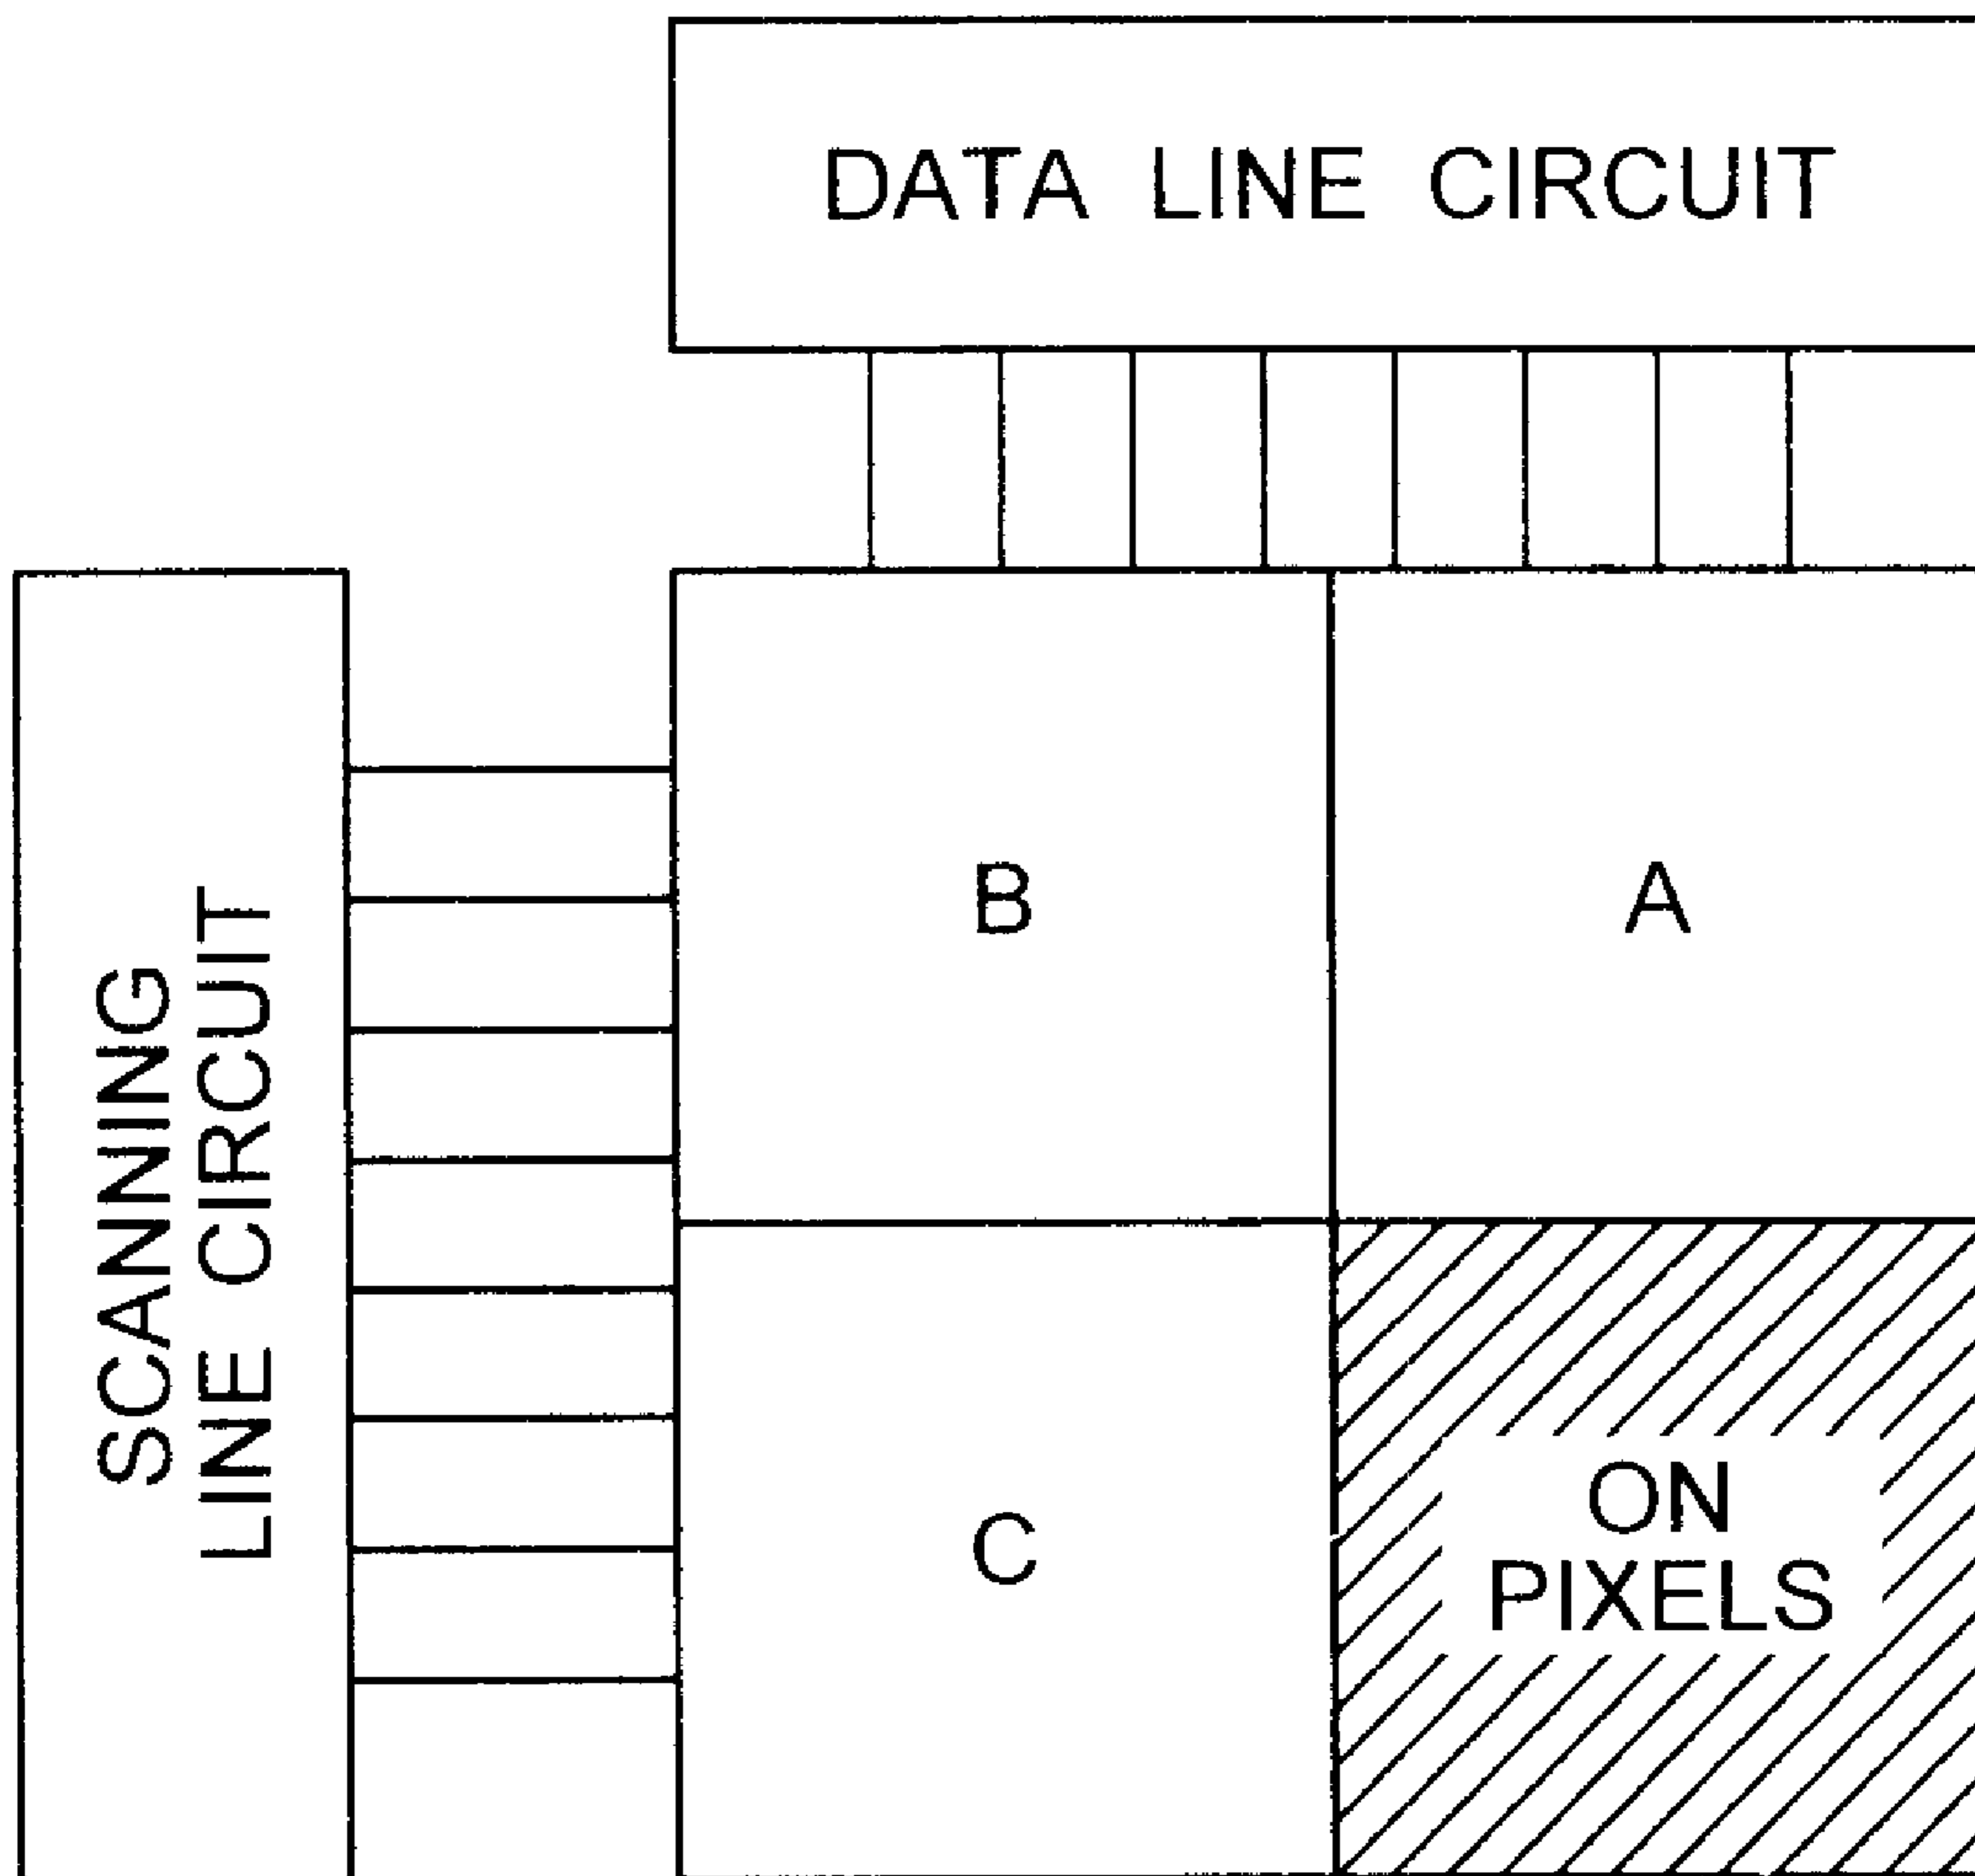 DATA LINE CIRCUIT
SCANNING
LINE CIRCUIT
B
A
C
ON
PIXELS